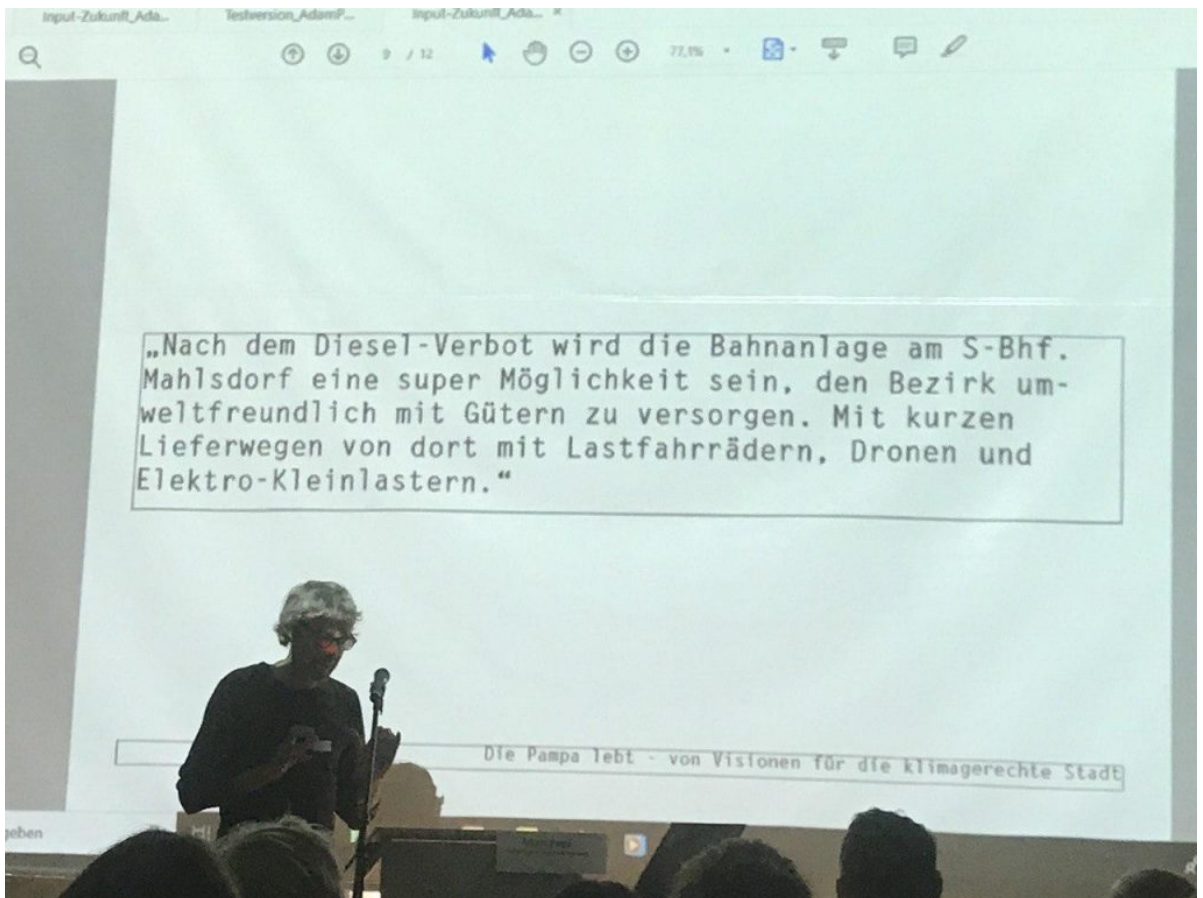 Input-Zukunft_Ada...
Testversion_AdamP...
Input-Zukunft_Ada... ×
9 / 12
77,1%
„Nach dem Diesel-Verbot wird die Bahnanlage am S-Bhf.
Mahlsdorf eine super Möglichkeit sein, den Bezirk um-
weltfreundlich mit Gütern zu versorgen. Mit kurzen
Lieferwegen von dort mit Lastfahrrädern, Dronen und
Elektro-Kleinlastern.“
Die Pampa lebt - von Visionen für die klimagerechte Stadt
geben